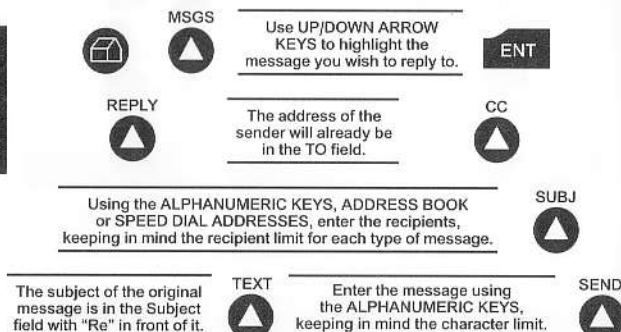 MSGS
Use UP/DOWN ARROW
KEYS to highlight the
message you wish to reply to.
ENT
REPLY
The address of the
sender will already be
in the TO field.
CC
Using the ALPHANUMERIC KEYS, ADDRESS BOOK
or SPEED DIAL ADDRESSES, enter the recipients,
keeping in mind the recipient limit for each type of message.
SUBJ
The subject of the original
message is in the Subject
field with "Re" in front of it.
TEXT
Enter the message using
the ALPHANUMERIC KEYS,
keeping in mind the character limit.
SEND